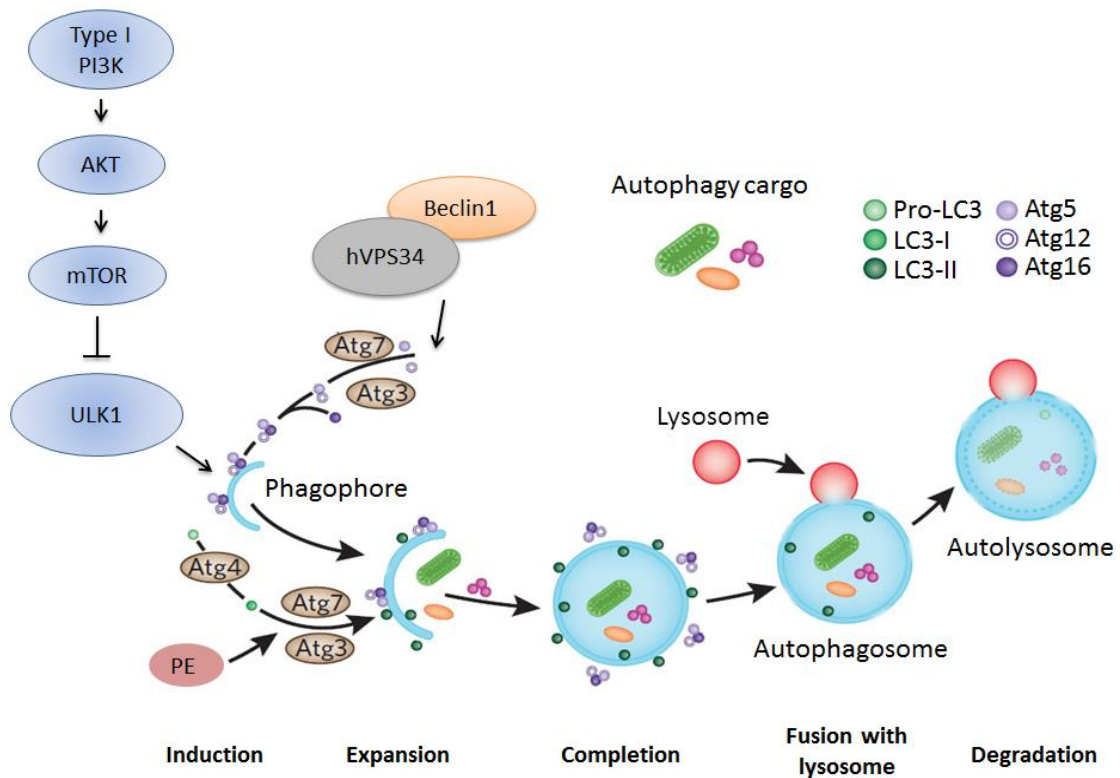 Type I
PI3K
AKT
mTOR
ULK1
Beclin1
hVPS34
Autophagy cargo
Pro-LC3
LC3-I
LC3-II
Atg5
Atg12
Atg16
Atg7
Atg3
Phagophore
Lysosome
Atg4
Atg7
Atg3
PE
Autophagosome
Autolysosome
Induction
Expansion
Completion
Fusion with
lysosome
Degradation